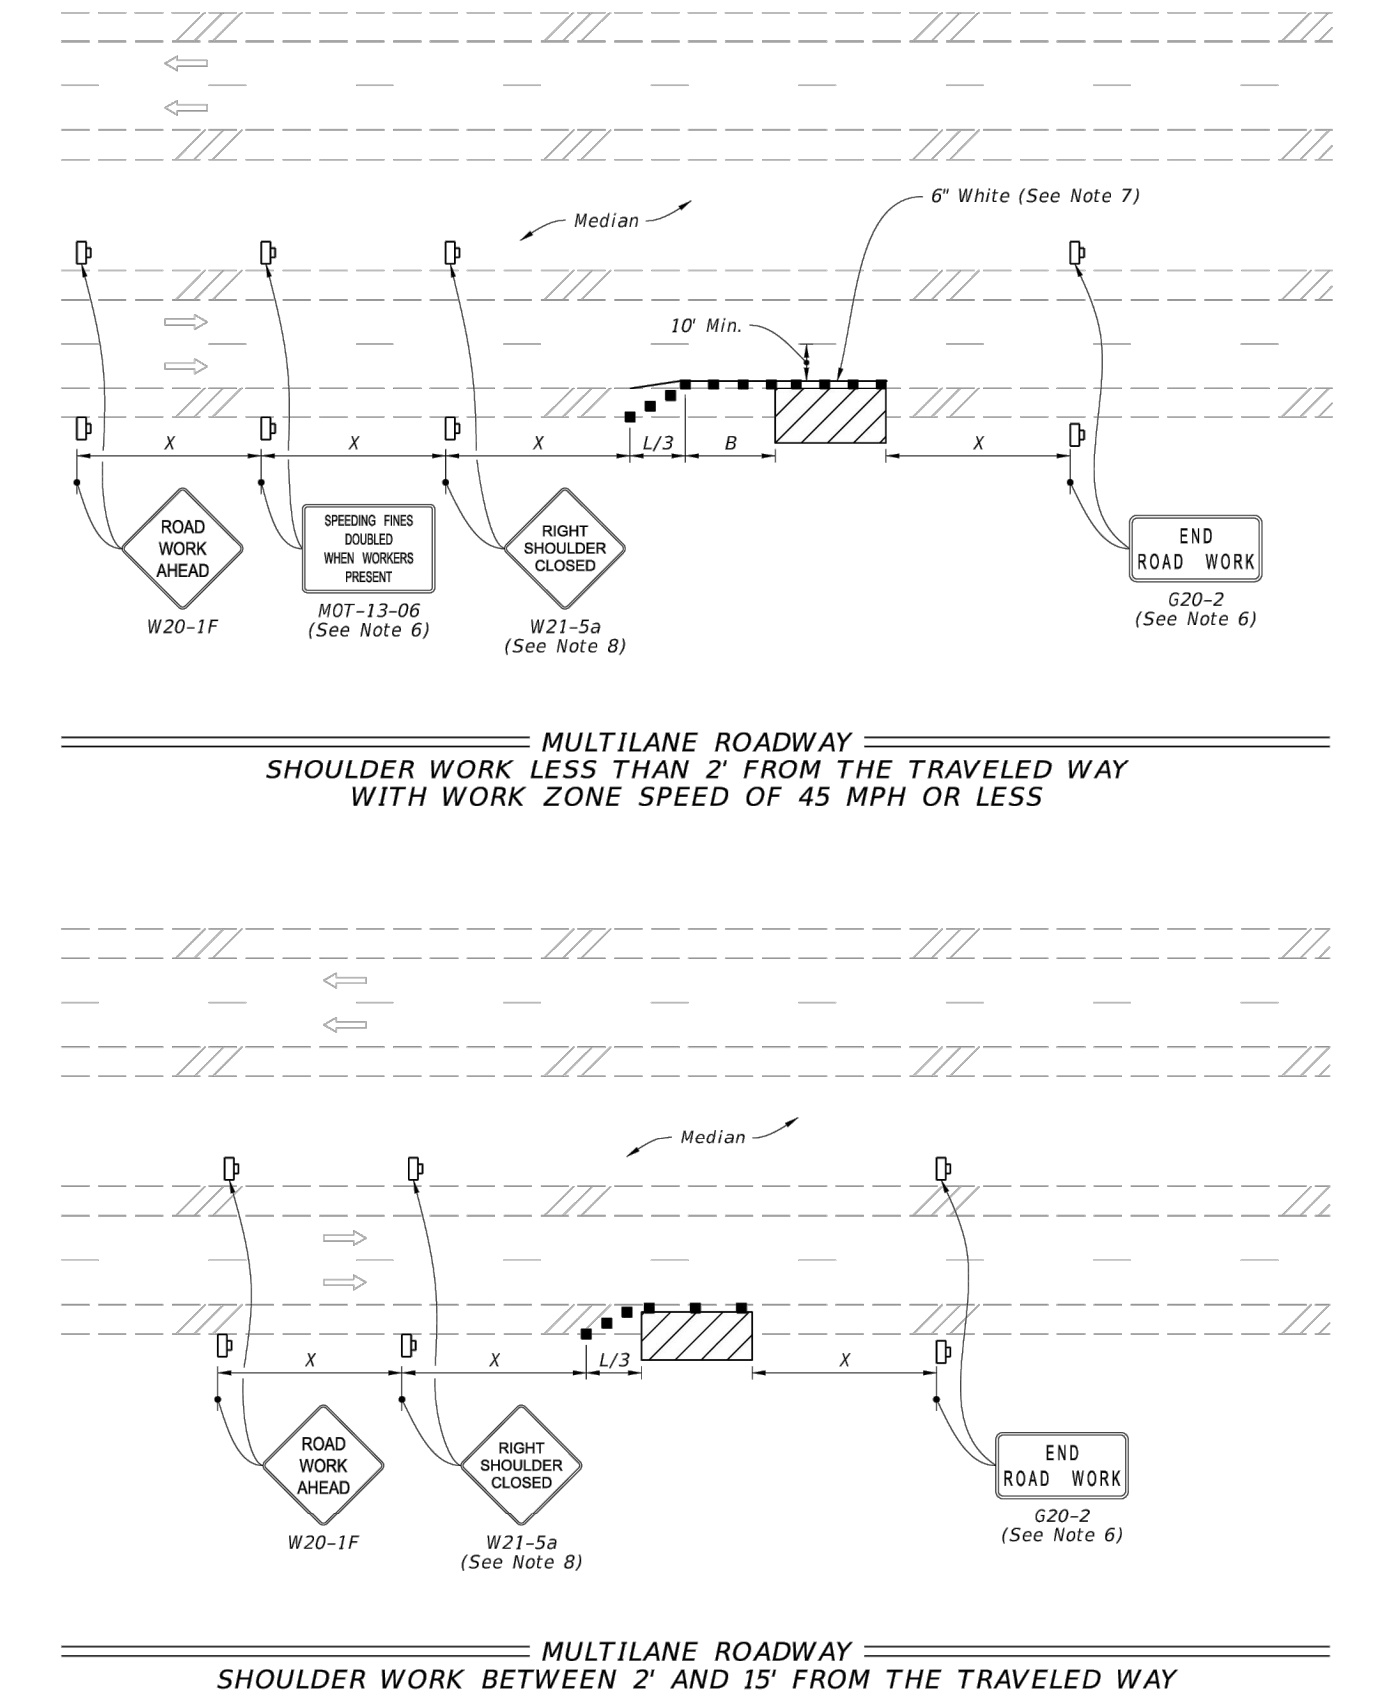 6" White (See Note 7)
Median
10' Min.
X
X
X
L/3
B
X
ROAD
WORK
AHEAD
W20-1F
SPEEDING FINES
DOUBLED
WHEN WORKERS
PRESENT
MOT-13-06
(See Note 6)
RIGHT
SHOULDER
CLOSED
W21-5a
(See Note 8)
END
ROAD WORK
G20-2
(See Note 6)
MULTILANE ROADWAY
SHOULDER WORK LESS THAN 2' FROM THE TRAVELED WAY
WITH WORK ZONE SPEED OF 45 MPH OR LESS
Median
X
X
L/3
X
ROAD
WORK
AHEAD
W20-1F
RIGHT
SHOULDER
CLOSED
W21-5a
(See Note 8)
END
ROAD WORK
G20-2
(See Note 6)
MULTILANE ROADWAY
SHOULDER WORK BETWEEN 2' AND 15' FROM THE TRAVELED WAY